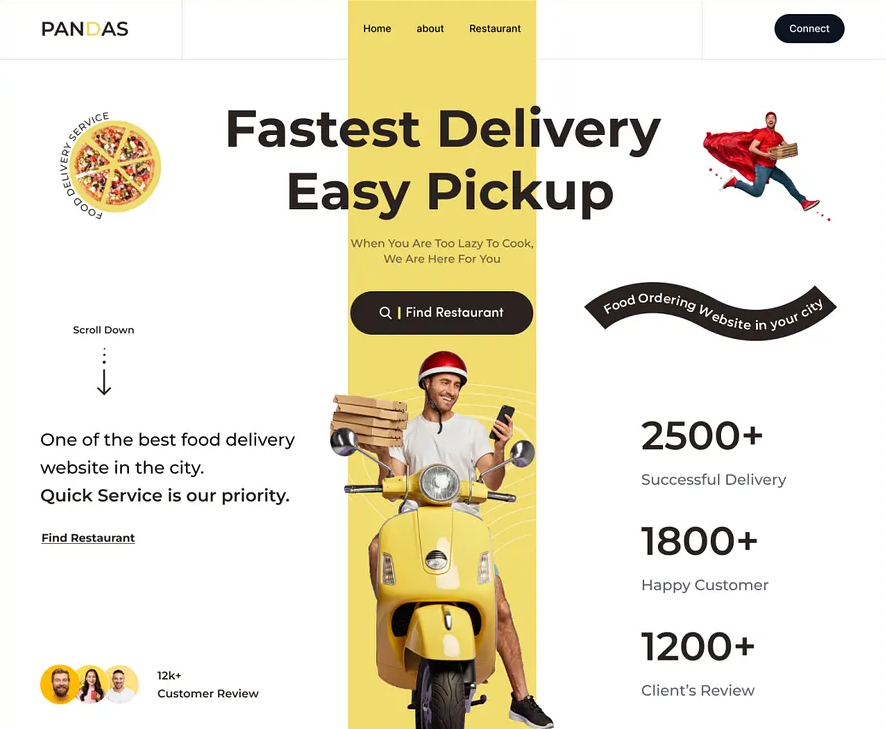 PANDAS
Home
about
Restaurant
Connect
FOOD DELIVERY SERVICE
Fastest Delivery
Easy Pickup
When You Are Too Lazy To Cook,
We Are Here For You
Find Restaurant
Food Ordering Website in your city
Scroll Down
One of the best food delivery
website in the city.
Quick Service is our priority.
Find Restaurant
12k+
Customer Review
2500+
Successful Delivery
1800+
Happy Customer
1200+
Client's Review